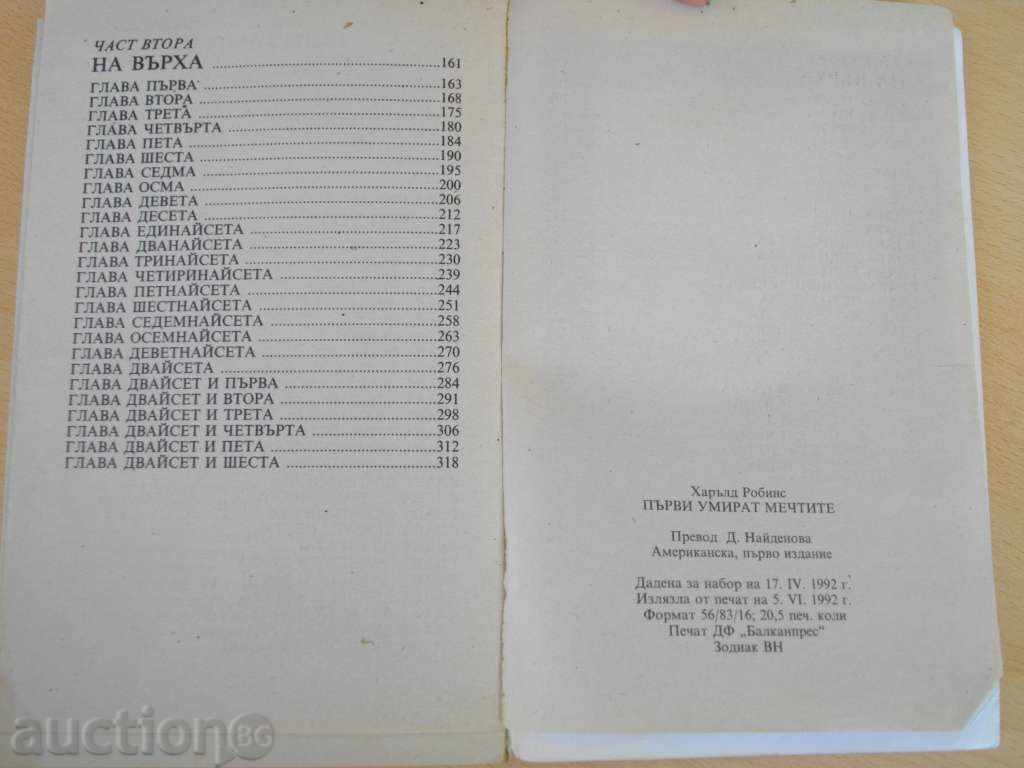 ЧАСТ ВТОРА
НА ВЪРХА ........ 161
ГЛАВА ПЪРВА ........ 163
ГЛАВА ВТОРА ........ 168
ГЛАВА ТРЕТА ........ 175
ГЛАВА ЧЕТВЪРТА ........ 180
ГЛАВА ПЕТА ........ 184
ГЛАВА ШЕСТА ........ 190
ГЛАВА СЕДМА ........ 195
ГЛАВА ОСМА ........ 200
ГЛАВА ДЕВЕТА ........ 206
ГЛАВА ДЕСЕТА ........ 212
ГЛАВА ЕДИНАЙСЕТА ........ 217
ГЛАВА ДВАНАЙСЕТА ........ 223
ГЛАВА ТРИНАЙСЕТА ........ 230
ГЛАВА ЧЕТИРИНАЙСЕТА ........ 239
ГЛАВА ПЕТНАЙСЕТА ........ 244
ГЛАВА ШЕСТНАЙСЕТА ........ 251
ГЛАВА СЕДЕМНАЙСЕТА ........ 258
ГЛАВА ОСЕМНАЙСЕТА ........ 263
ГЛАВА ДЕВЕТНАЙСЕТА ........ 270
ГЛАВА ДВАЙСЕТА ........ 276
ГЛАВА ДВАЙСЕТ И ПЪРВА ........ 284
ГЛАВА ДВАЙСЕТ И ВТОРА ........ 291
ГЛАВА ДВАЙСЕТ И ТРЕТА ........ 298
ГЛАВА ДВАЙСЕТ И ЧЕТВЪРТА ........ 306
ГЛАВА ДВАЙСЕТ И ПЕТА ........ 312
ГЛАВА ДВАЙСЕТ И ШЕСТА ........ 318
Харълд Робинс
ПЪРВИ УМИРАТ МЕЧТИТЕ
Превод Д. Найденова
Американска, първо издание
Дадена за набор на 17. IV. 1992 г.
Излязла от печат на 5. VI. 1992 г.
Формат 56/83/16; 20,5 печ. коли
Печат ДФ „Балканпрес"
Зодиак ВН
auction BG